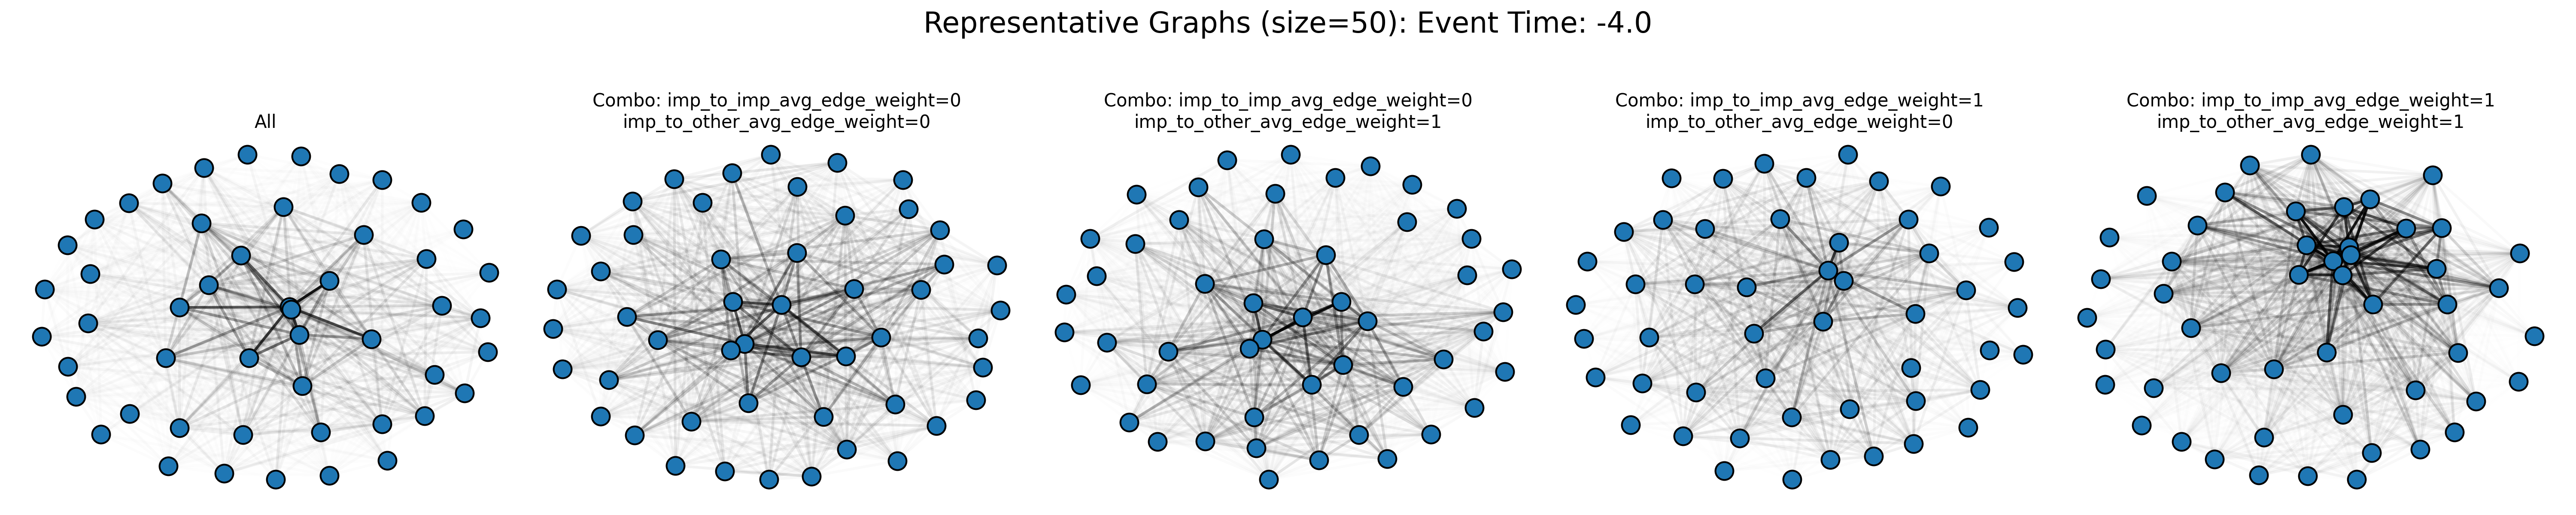 Representative Graphs (size=50): Event Time: -4.0
All
Combo: imp_to_imp_avg_edge_weight=0
imp_to_other_avg_edge_weight=0
Combo: imp_to_imp_avg_edge_weight=0
imp_to_other_avg_edge_weight=1
Combo: imp_to_imp_avg_edge_weight=1
imp_to_other_avg_edge_weight=0
Combo: imp_to_imp_avg_edge_weight=1
imp_to_other_avg_edge_weight=1